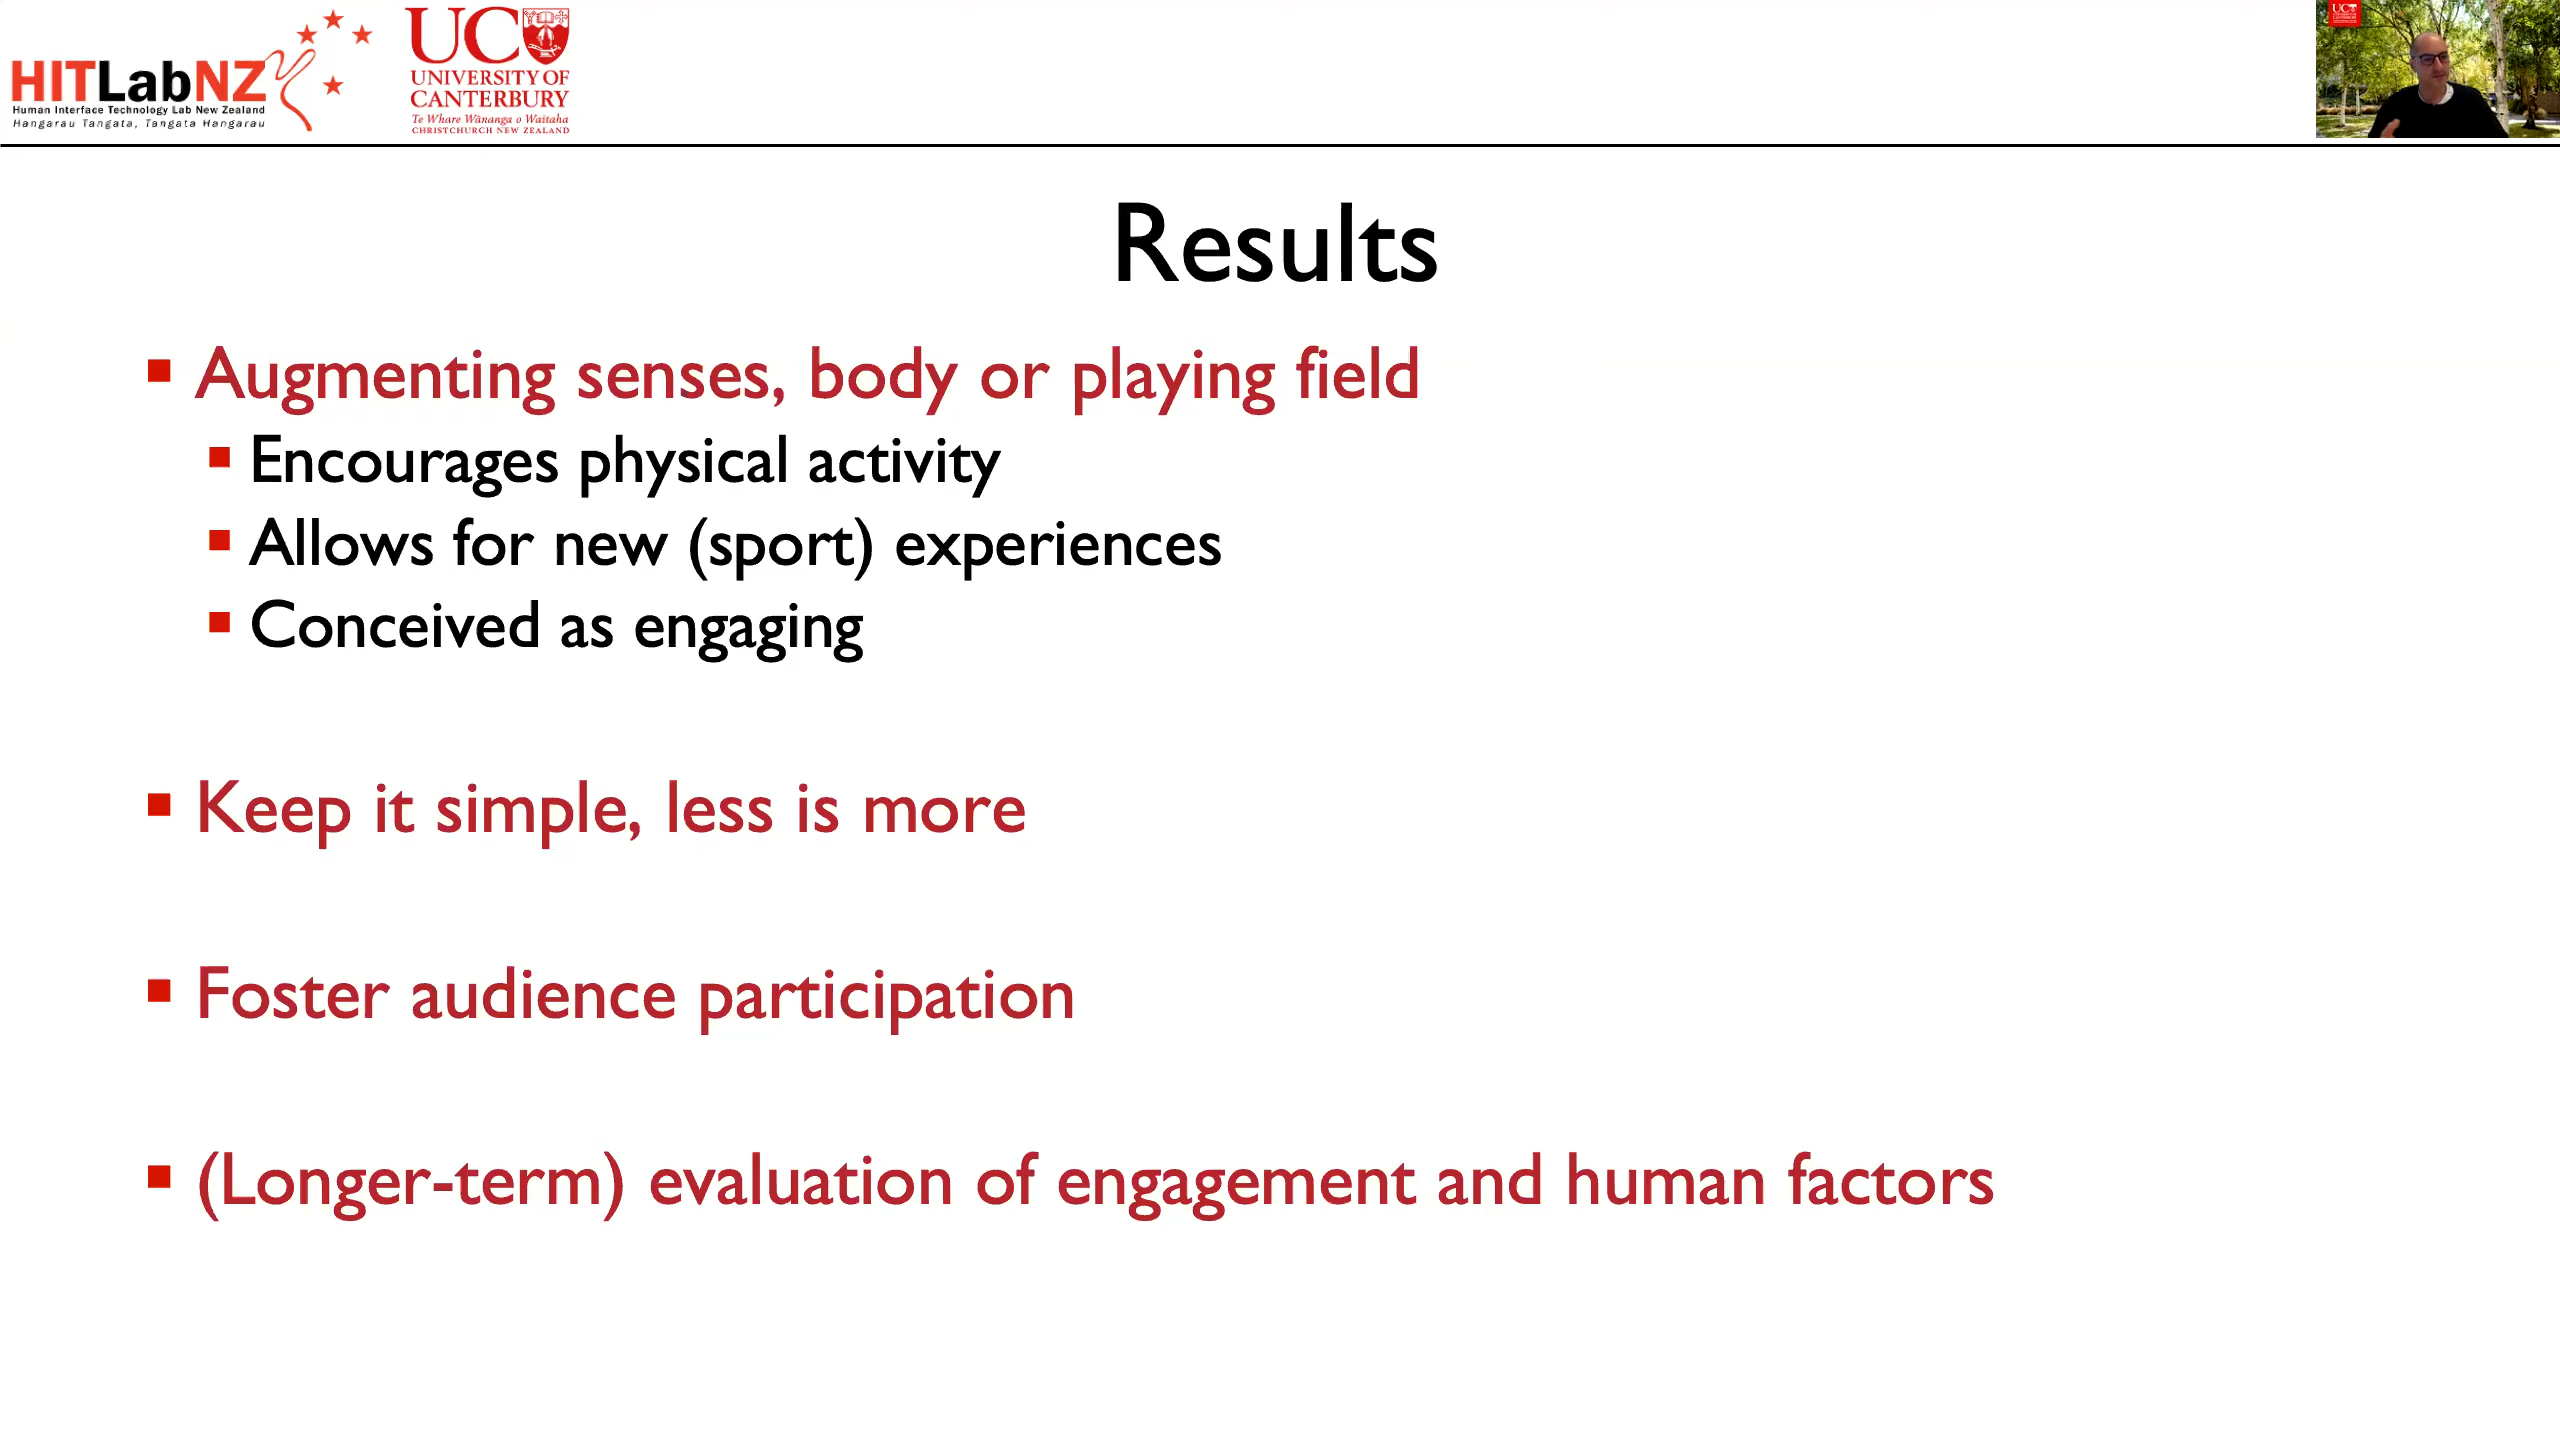 HITLabNZ
Human Interface Technology Lab New Zealand
Hangarau Tangata, Tangata Hangarau
UC
UNIVERSITY OF
CANTERBURY
Te Whare Wānanga o Waitaha
CHRISTCHURCH NEW ZEALAND
UC
Results
Augmenting senses, body or playing field
Encourages physical activity
Allows for new (sport) experiences
Conceived as engaging
Keep it simple, less is more
Foster audience participation
(Longer-term) evaluation of engagement and human factors